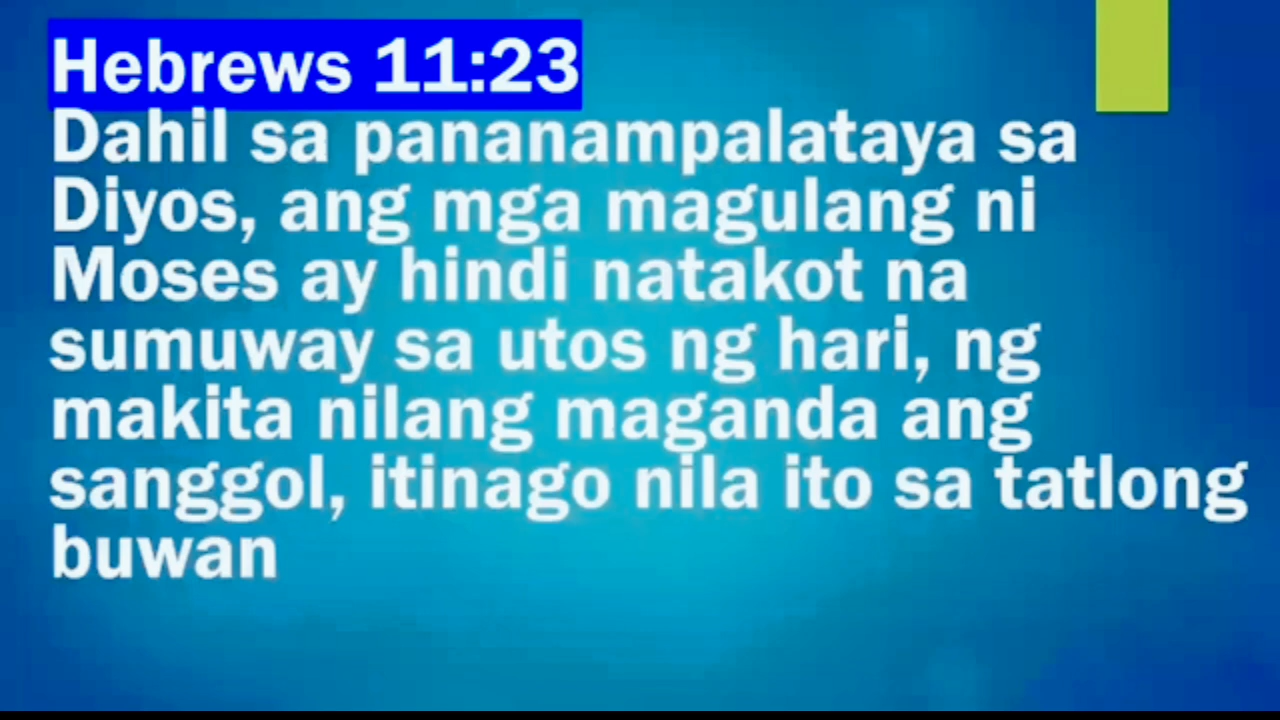 Hebrews 11:23
Dahil sa pananampalataya sa
Diyos, ang mga magulang ni
Moses ay hindi natakot na
sumuway sa utos ng hari, ng
makita nilang maganda ang
sanggol, itinago nila ito sa tatlong
buwan